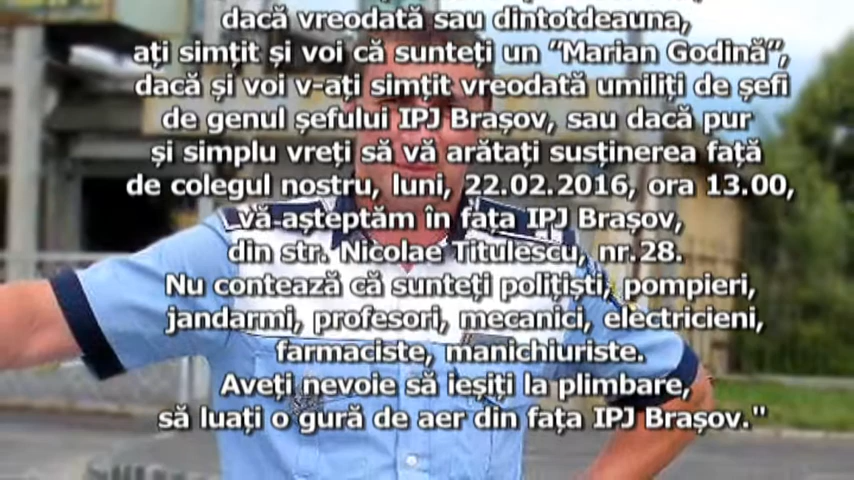 dacă vreodată sau dintotdeauna,
ați simțit și voi că sunteți un ”Marian Godină”,
dacă și voi v-ați simțit vreodată umiliți de șefi
de genul șefului IPJ Brașov, sau dacă pur
și simplu vreți să vă arătați susținerea față
de colegul nostru, luni, 22.02.2016, ora 13.00,
vă așteptăm în fața IPJ Brașov,
din str. Nicolae Titulescu, nr.28.
Nu contează că sunteți polițiști, pompieri,
jandarmi, profesori, mecanici, electricieni,
farmaciste, manichiuriste.
Aveți nevoie să ieșiți la plimbare,
să luați o gură de aer din fața IPJ Brașov."